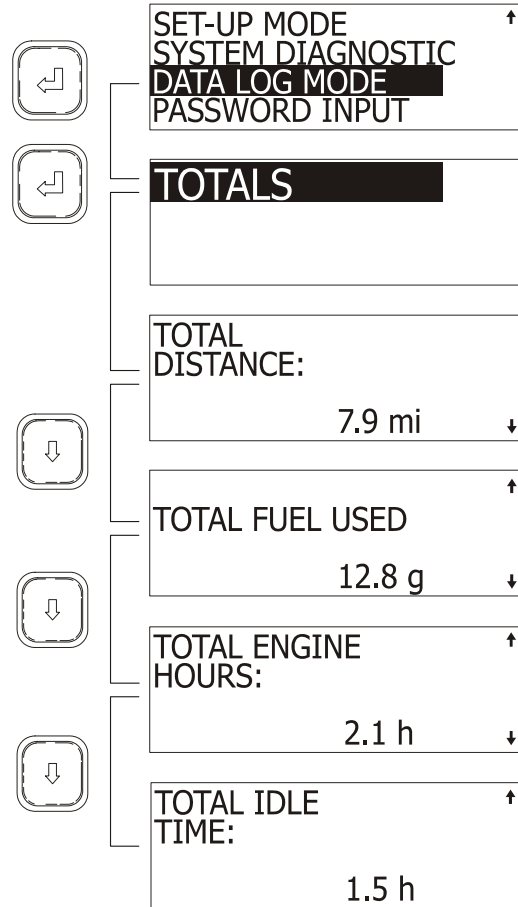 SET-UP MODE
SYSTEM DIAGNOSTIC
DATA LOG MODE
PASSWORD INPUT
TOTALS
TOTAL
DISTANCE:
7.9 mi
TOTAL FUEL USED
12.8 g
TOTAL ENGINE
HOURS:
2.1 h
TOTAL IDLE
TIME:
1.5 h